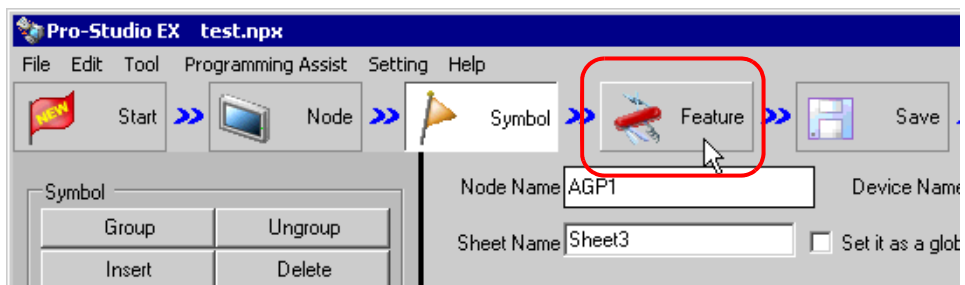 Pro-Studio EX test.npx
File Edit Tool Programming Assist Setting Help
NEW Start Node Symbol Feature Save
Symbol Node Name AGP1 Device Name
Group Ungroup
Sheet Name Sheet3 Set it as a glob
Insert Delete